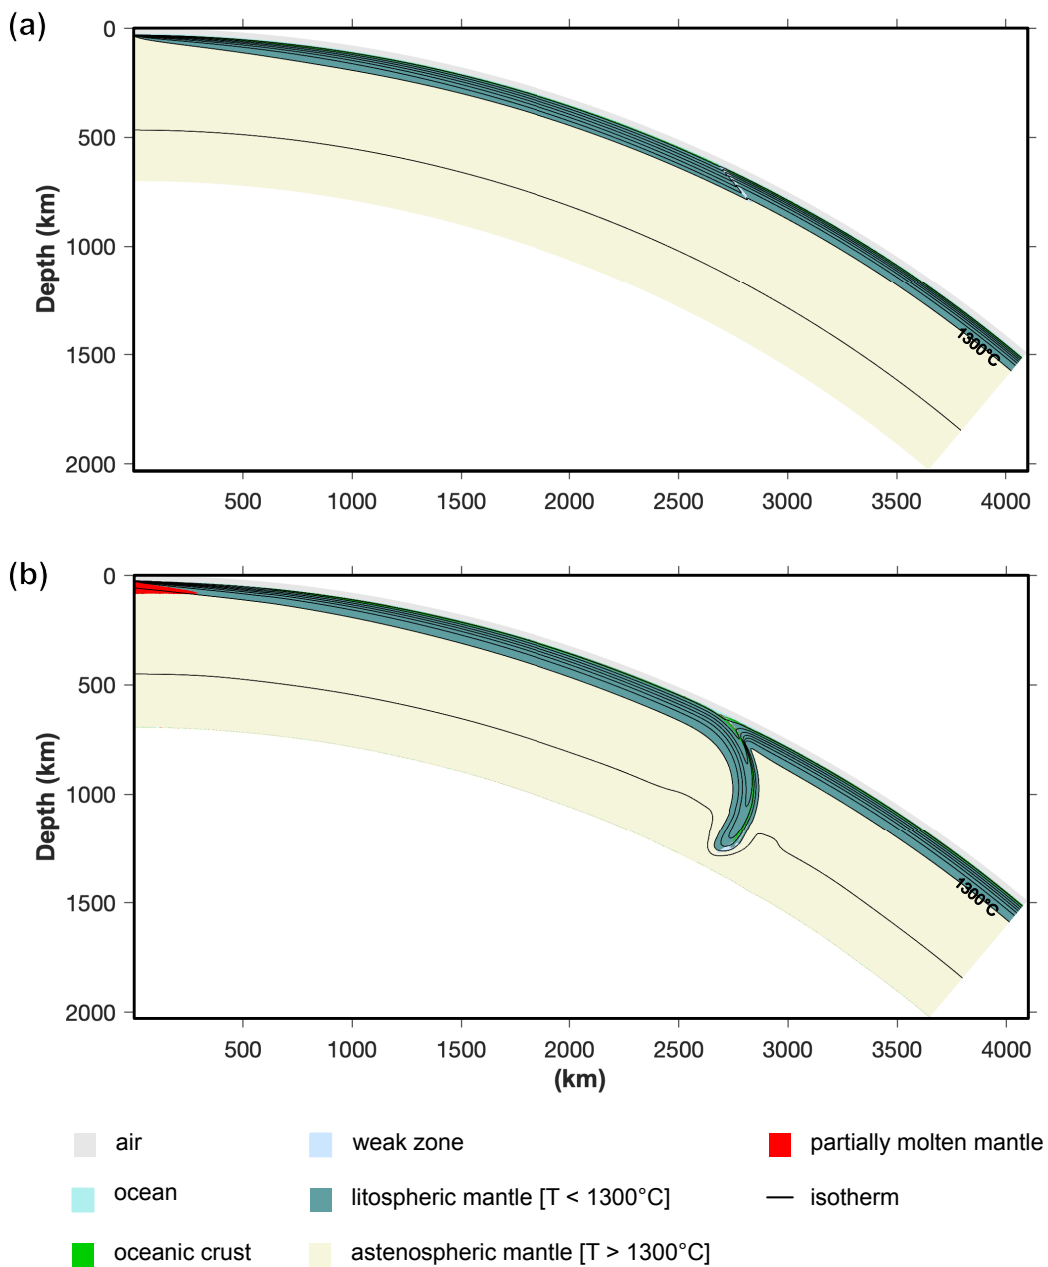 (a)
0
500
1000
1500
2000
Depth (km)
1300°C
500 1000 1500 2000 2500 3000 3500 4000
(b)
0
500
1000
1500
2000
Depth (km)
1300°C
500 1000 1500 2000 2500 3000 3500 4000
(km)
air weak zone partially molten mantle
ocean litospheric mantle [T < 1300°C] isotherm
oceanic crust astenospheric mantle [T > 1300°C]